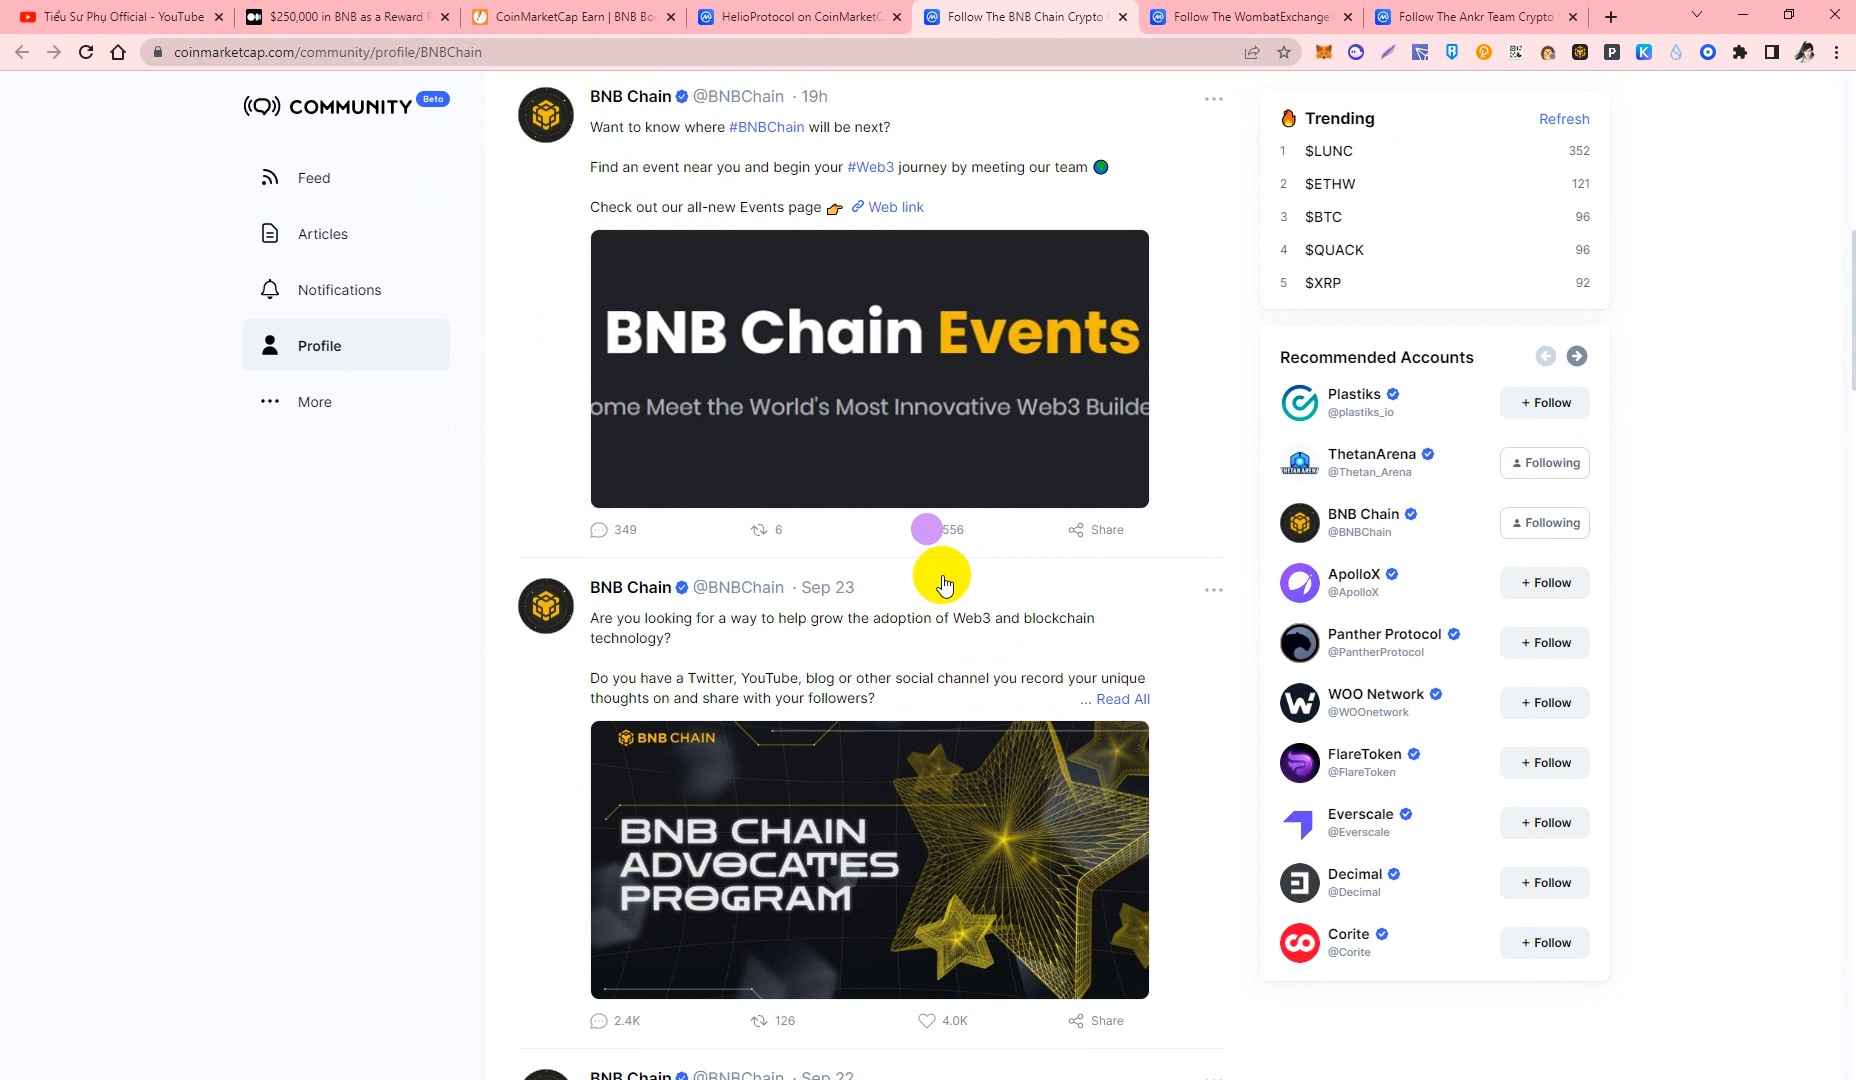 Tiểu Sư Phụ Official - YouTube
$250,000 in BNB as a Reward
CoinMarketCap Earn | BNB Bo
HelioProtocol on CoinMarketC
Follow The BNB Chain Crypto
Follow The WombatExchange
Follow The Ankr Team Crypto
coinmarketcap.com/community/profile/BNBChain
COMMUNITY
Beta
Feed
Articles
Notifications
Profile
More
BNB Chain @BNBChain · 19h
Want to know where #BNBChain will be next?
Find an event near you and begin your #Web3 journey by meeting our team
Check out our all-new Events page Web link
BNB Chain Events
ome Meet the World's Most Innovative Web3 Builde
349
6
556
Share
BNB Chain @BNBChain · Sep 23
Are you looking for a way to help grow the adoption of Web3 and blockchain
technology?
Do you have a Twitter, YouTube, blog or other social channel you record your unique
thoughts on and share with your followers? ... Read All
BNB CHAIN
BNB CHAIN
ADVOCATES
PROGRAM
2.4K
126
4.0K
Share
BNB Chain @BNBChain · Sep 22
Trending
Refresh
1 $LUNC 352
2 $ETHW 121
3 $BTC 96
4 $QUACK 96
5 $XRP 92
Recommended Accounts
Plastiks
@plastiks_io
+ Follow
ThetanArena
@Thetan_Arena
Following
BNB Chain
@BNBChain
Following
ApolloX
@ApolloX
+ Follow
Panther Protocol
@PantherProtocol
+ Follow
WOO Network
@WOOnetwork
+ Follow
FlareToken
@FlareToken
+ Follow
Everscale
@Everscale
+ Follow
Decimal
@Decimal
+ Follow
Corite
@Corite
+ Follow